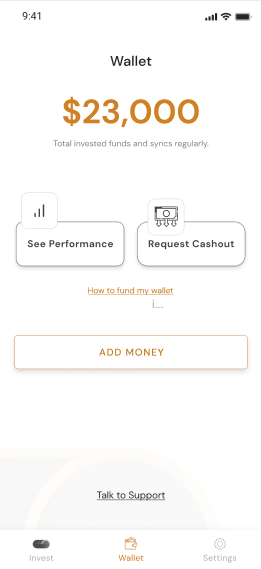 9:41
Wallet
$23,000
Total invested funds and syncs regularly.
See Performance
Request Cashout
How to fund my wallet
i....
ADD MONEY
Talk to Support
Invest
Wallet
Settings